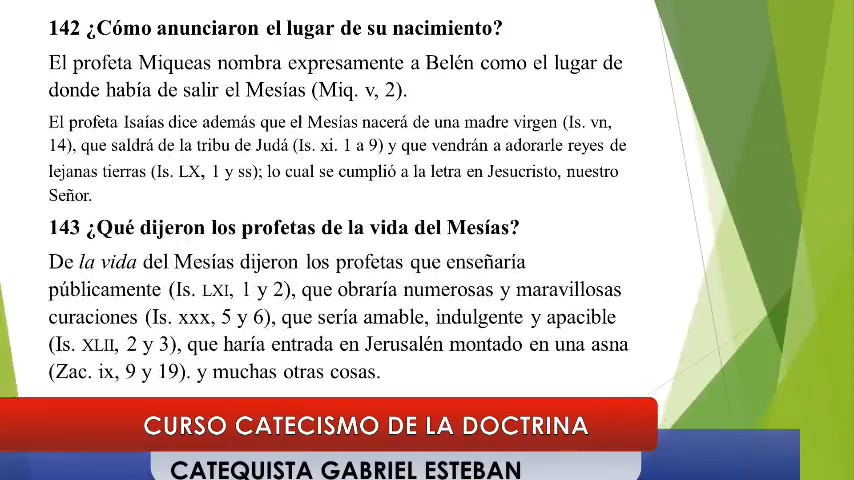 142 ¿Cómo anunciaron el lugar de su nacimiento?
El profeta Miqueas nombra expresamente a Belén como el lugar de
donde había de salir el Mesías (Miq. v, 2).
El profeta Isaías dice además que el Mesías nacerá de una madre virgen (Is. vn,
14), que saldrá de la tribu de Judá (Is. xi. 1 a 9) y que vendrán a adorarle reyes de
lejanas tierras (Is. LX, 1 y ss); lo cual se cumplió a la letra en Jesucristo, nuestro
Señor.
143 ¿Qué dijeron los profetas de la vida del Mesías?
De la vida del Mesías dijeron los profetas que enseñaría
públicamente (Is. LXI, 1 y 2), que obraría numerosas y maravillosas
curaciones (Is. xxx, 5 y 6), que sería amable, indulgente y apacible
(Is. XLII, 2 y 3), que haría entrada en Jerusalén montado en una asna
(Zac. ix, 9 y 19). y muchas otras cosas.
CURSO CATECISMO DE LA DOCTRINA
CATEQUISTA GABRIEL ESTEBAN